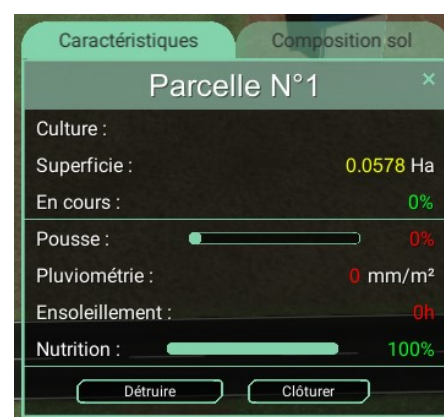 Caractéristiques Composition sol
Parcelle N°1 ×
Culture :
Superficie : 0.0578 Ha
En cours : 0%
Pousse : 0%
Pluviométrie : 0 mm/m²
Ensoleillement : 0h
Nutrition : 100%
Détruire Clôturer